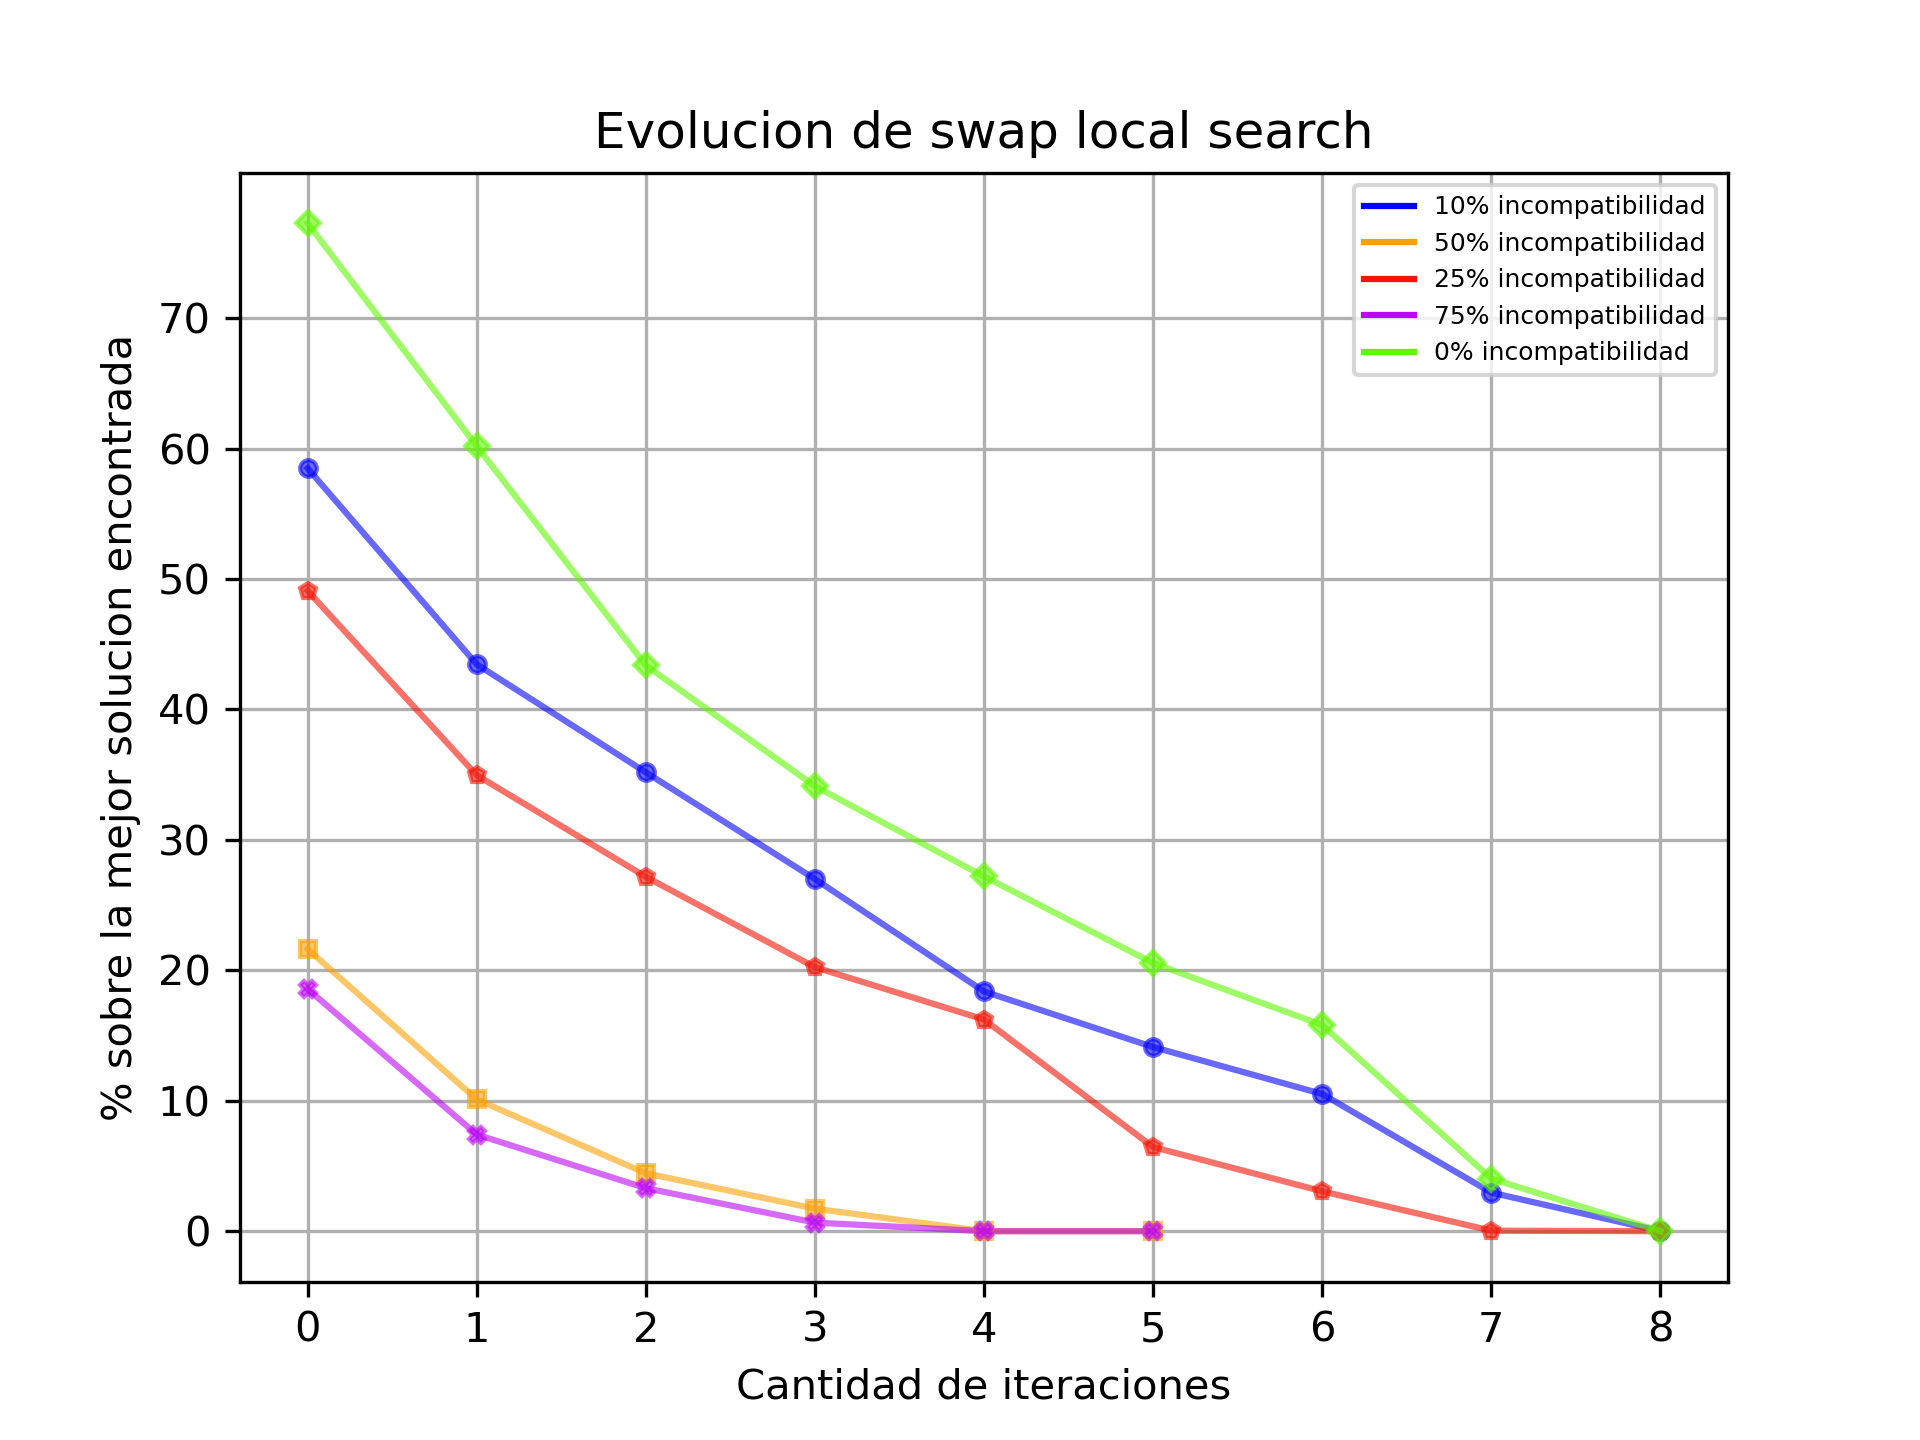 Evolucion de swap local search
10% incompatibilidad
50% incompatibilidad
25% incompatibilidad
75% incompatibilidad
0% incompatibilidad
% sobre la mejor solucion encontrada
70
60
50
40
30
20
10
0
0 1 2 3 4 5 6 7 8
Cantidad de iteraciones